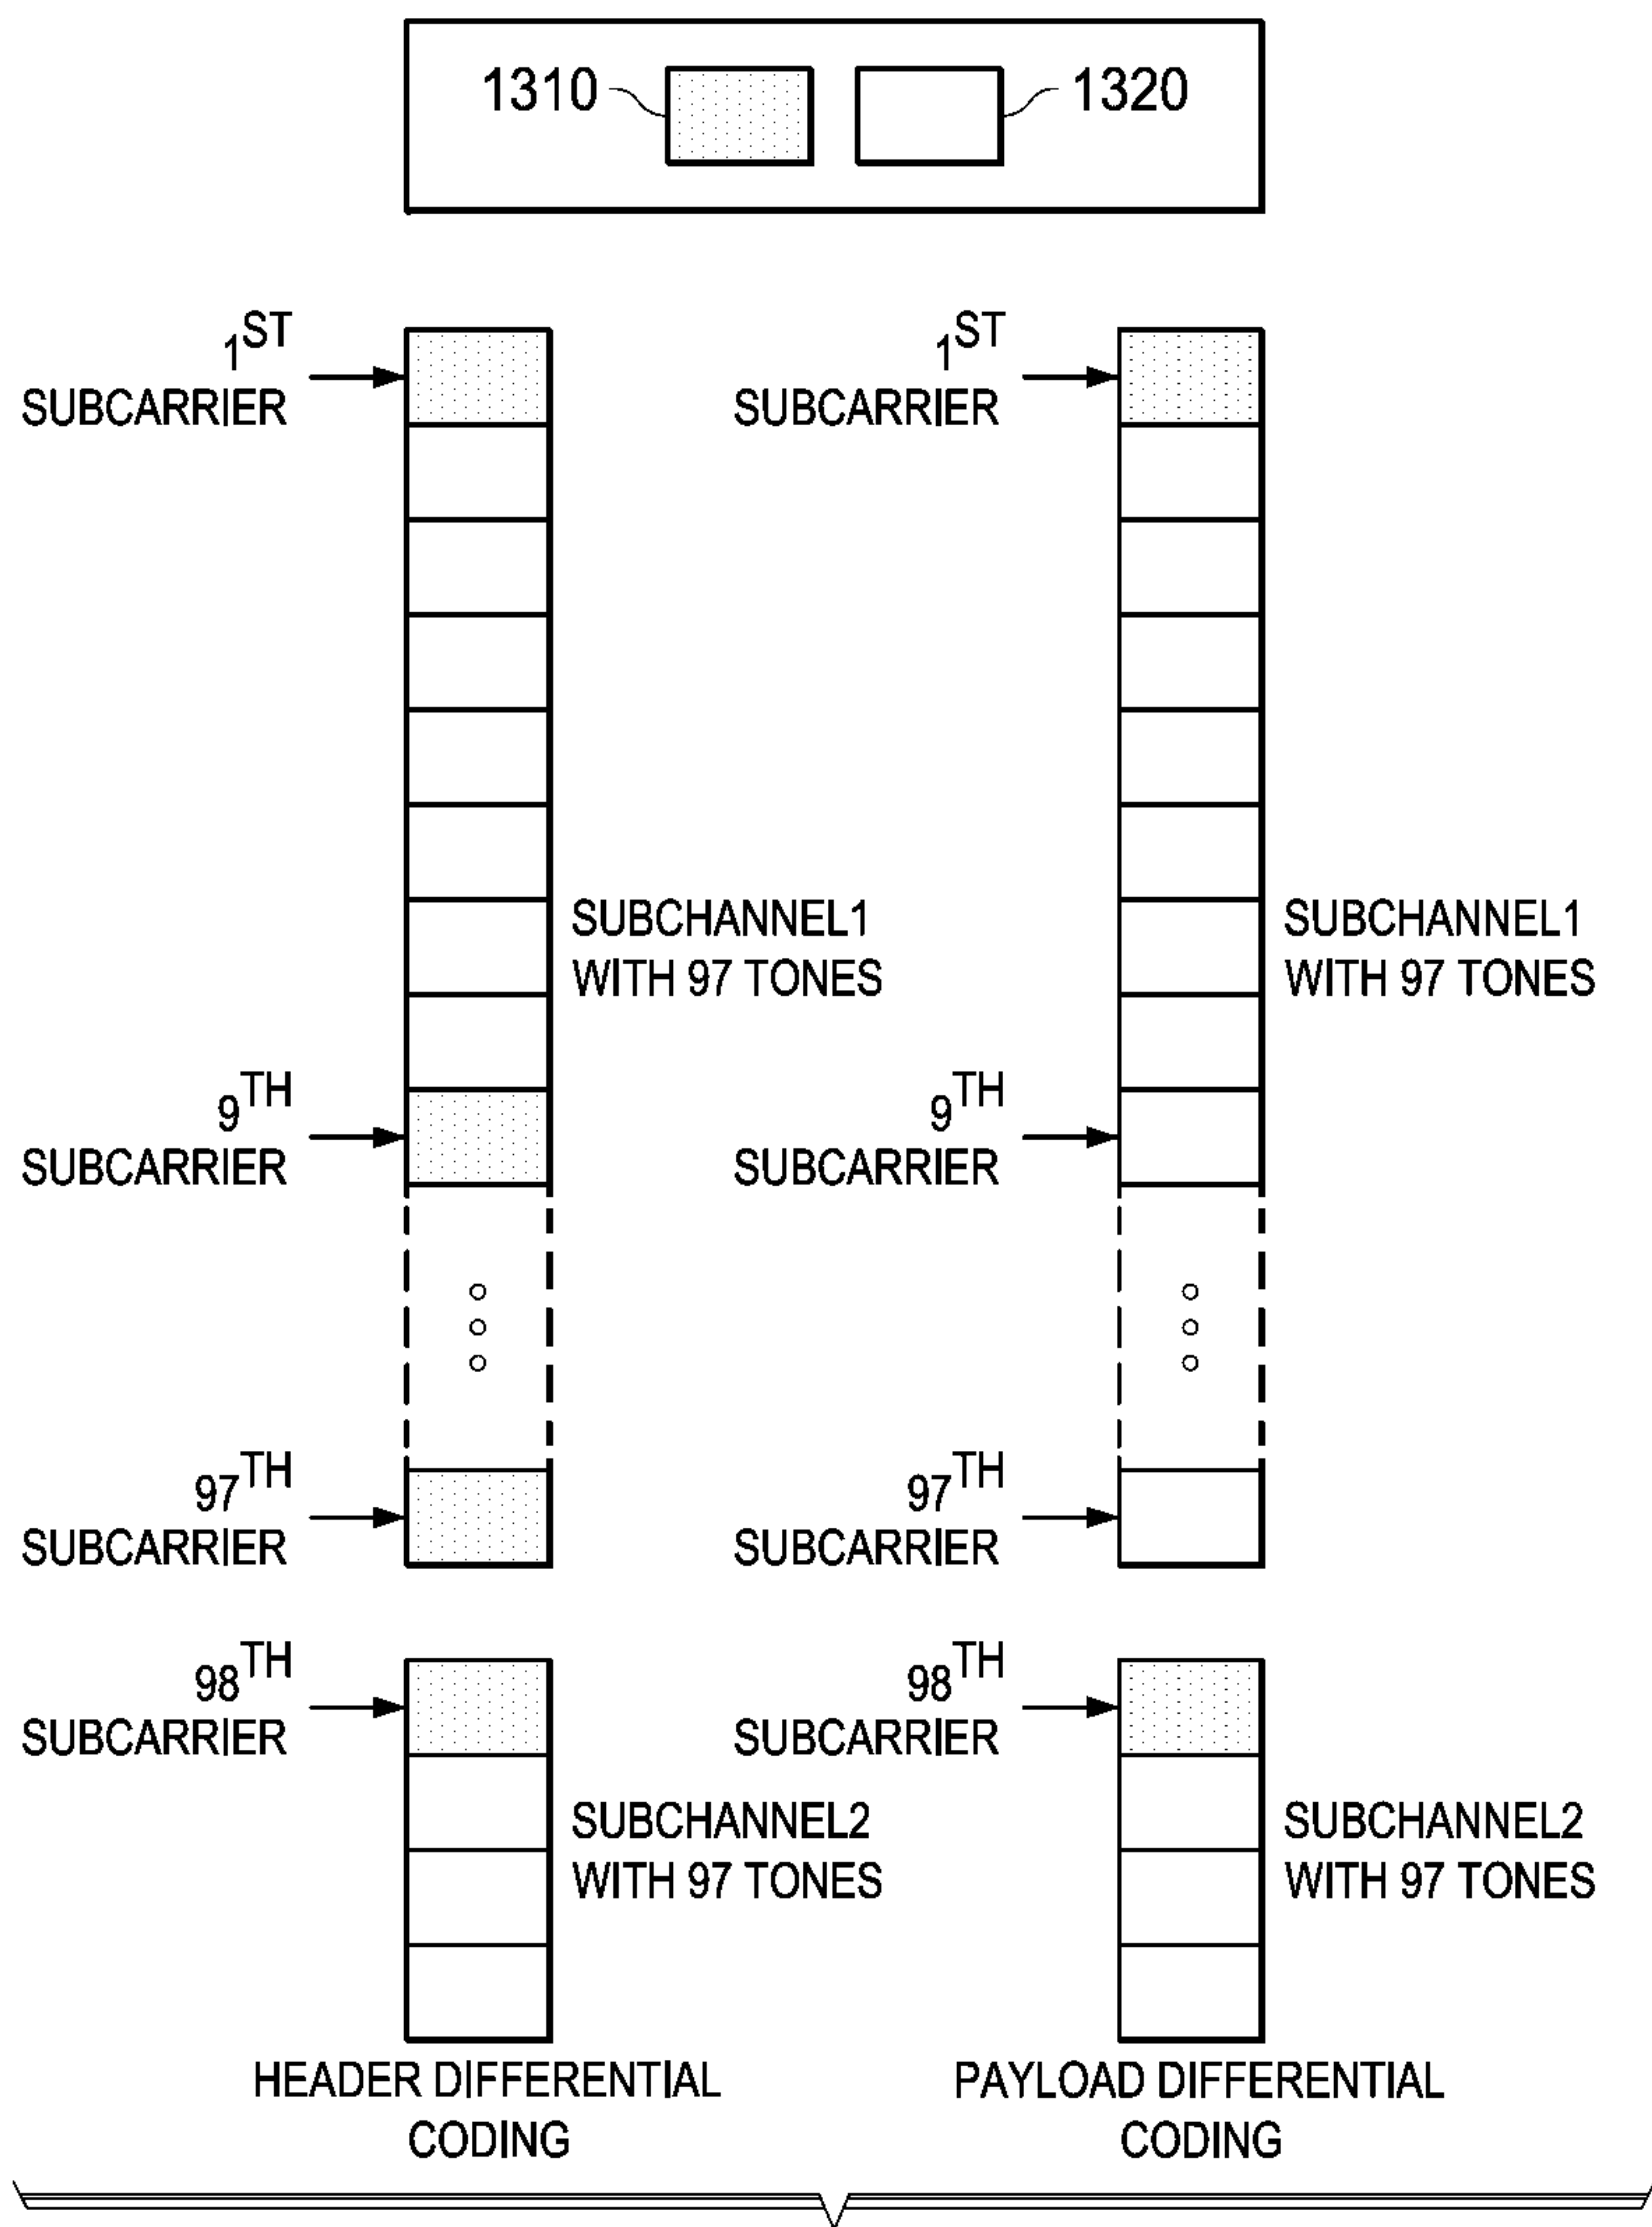 1310
1320
1ST
SUBCARRIER
SUBCHANNEL1
WITH 97 TONES
9TH
SUBCARRIER
97TH
SUBCARRIER
98TH
SUBCARRIER
SUBCHANNEL2
WITH 97 TONES
HEADER DIFFERENTIAL
CODING
1ST
SUBCARRIER
SUBCHANNEL1
WITH 97 TONES
9TH
SUBCARRIER
97TH
SUBCARRIER
98TH
SUBCARRIER
SUBCHANNEL2
WITH 97 TONES
PAYLOAD DIFFERENTIAL
CODING